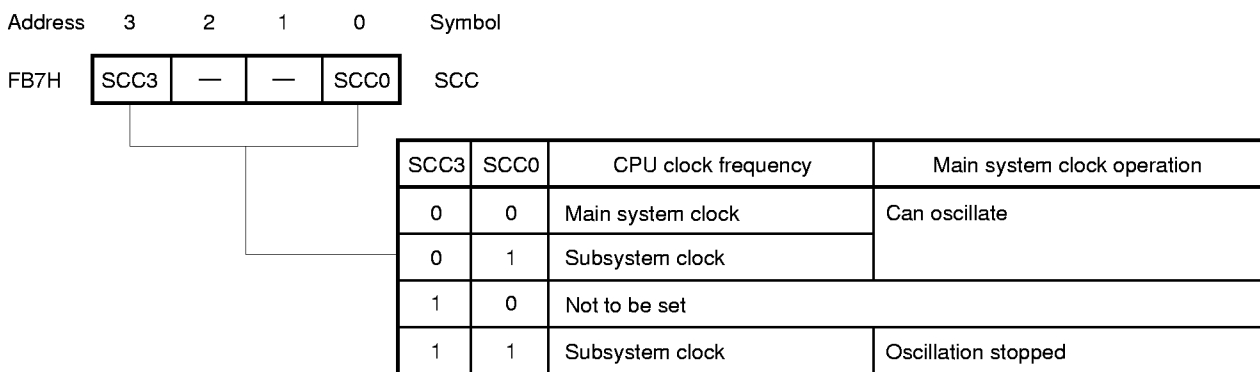 Address 3 2 1 0 Symbol
FB7H SCC3 — — SCC0 SCC
SCC3 SCC0 CPU clock frequency Main system clock operation
0 0 Main system clock Can oscillate
0 1 Subsystem clock
1 0 Not to be set
1 1 Subsystem clock Oscillation stopped